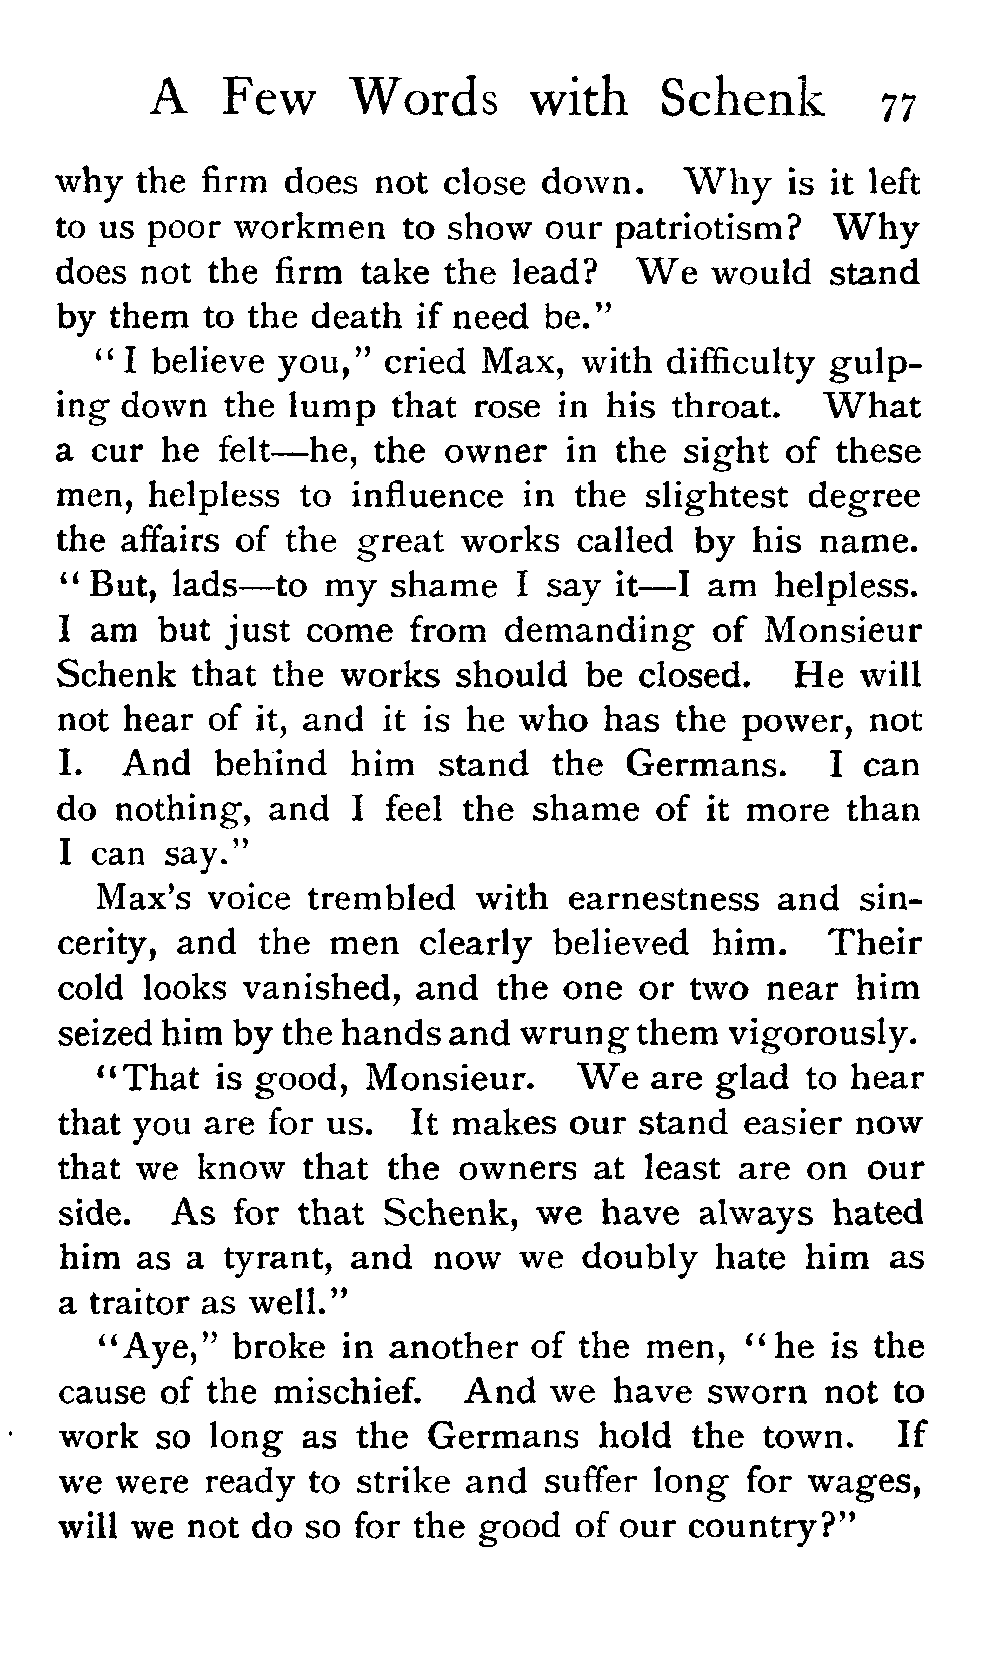 A Few Words with Schenk 77
why the firm does not close down. Why is it left
to us poor workmen to show our patriotism? Why
does not the firm take the lead? We would stand
by them to the death if need be."
"I believe you," cried Max, with difficulty gulp-
ing down the lump that rose in his throat. What
a cur he felt—he, the owner in the sight of these
men, helpless to influence in the slightest degree
the affairs of the great works called by his name.
"But, lads—to my shame I say it—I am helpless.
I am but just come from demanding of Monsieur
Schenk that the works should be closed. He will
not hear of it, and it is he who has the power, not
I. And behind him stand the Germans. I can
do nothing, and I feel the shame of it more than
I can say."
Max's voice trembled with earnestness and sin-
cerity, and the men clearly believed him. Their
cold looks vanished, and the one or two near him
seized him by the hands and wrung them vigorously.
"That is good, Monsieur. We are glad to hear
that you are for us. It makes our stand easier now
that we know that the owners at least are on our
side. As for that Schenk, we have always hated
him as a tyrant, and now we doubly hate him as
a traitor as well."
"Aye," broke in another of the men, "he is the
cause of the mischief. And we have sworn not to
work so long as the Germans hold the town. If
we were ready to strike and suffer long for wages,
will we not do so for the good of our country?"